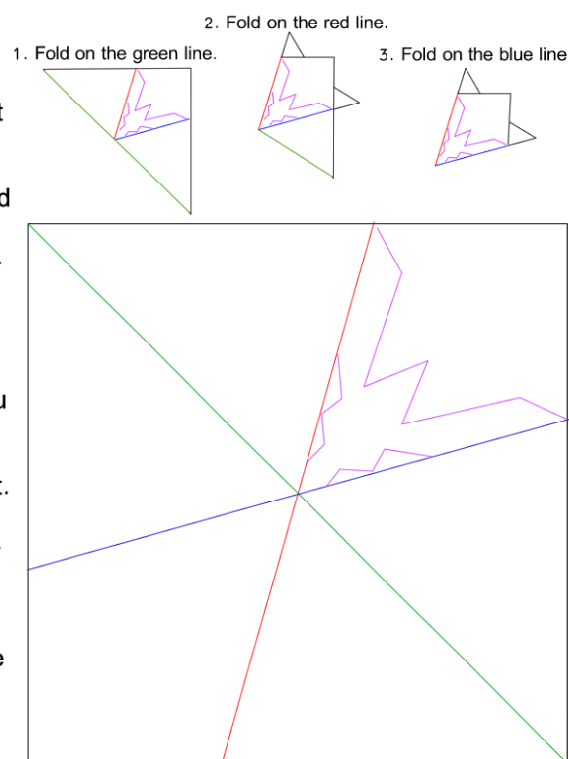 2. Fold on the red line.
1. Fold on the green line.
3. Fold on the blue line
t
d
u
t.
e